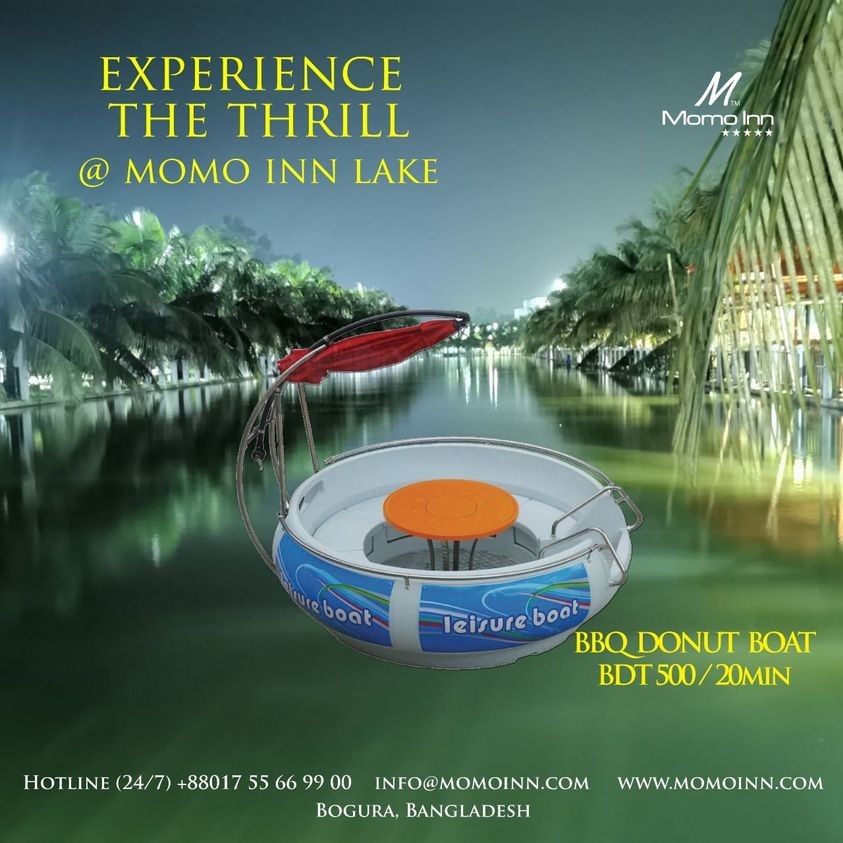 EXPERIENCE
THE THRILL
@ MOMO INN LAKE
M TM
Momo Inn
★★★★★
leisure boat
leisure boat
BBQ DONUT BOAT
BDT 500 / 20MIN
HOTLINE (24/7) +88017 55 66 99 00 INFO@MOMOINN.COM WWW.MOMOINN.COM
BOGURA, BANGLADESH